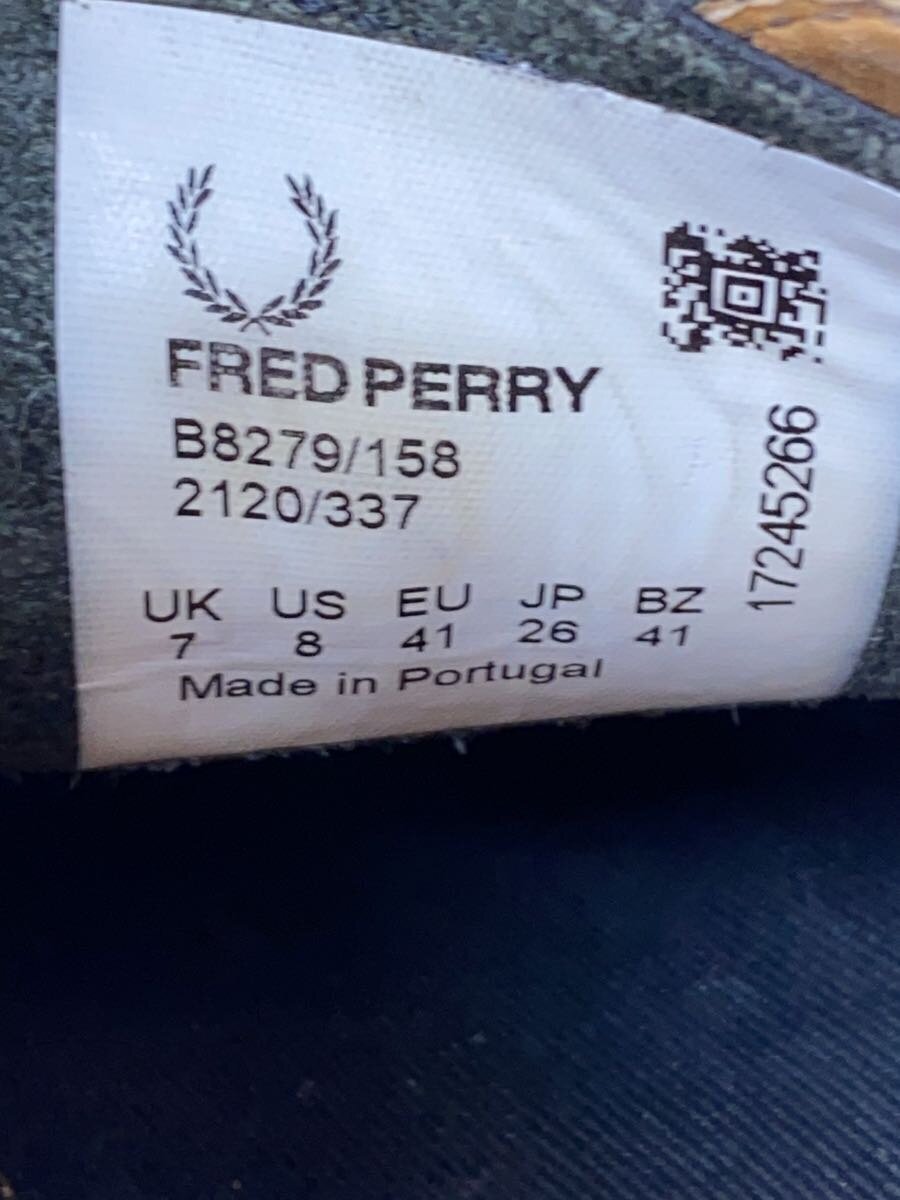 FRED PERRY
B8279/158
2120/337
UK US EU JP BZ
7 8 41 26 41
Made in Portugal
17245266